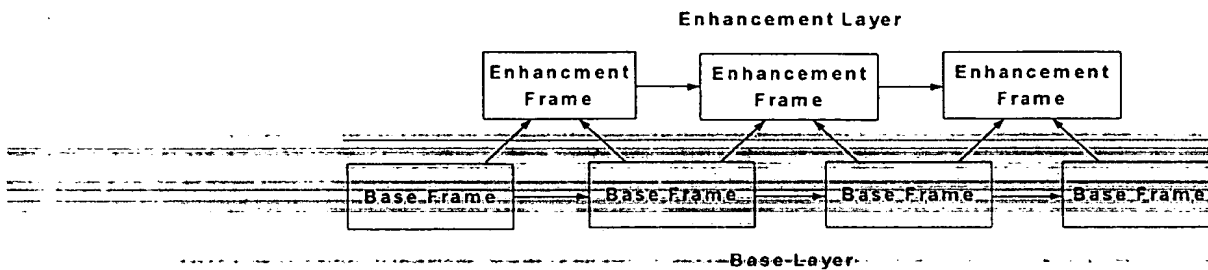 Enhancement Layer
Enhancment
Frame
Enhancement
Frame
Enhancement
Frame
Base Frame
Base Frame
Base Frame
Base Frame
Base-Layer